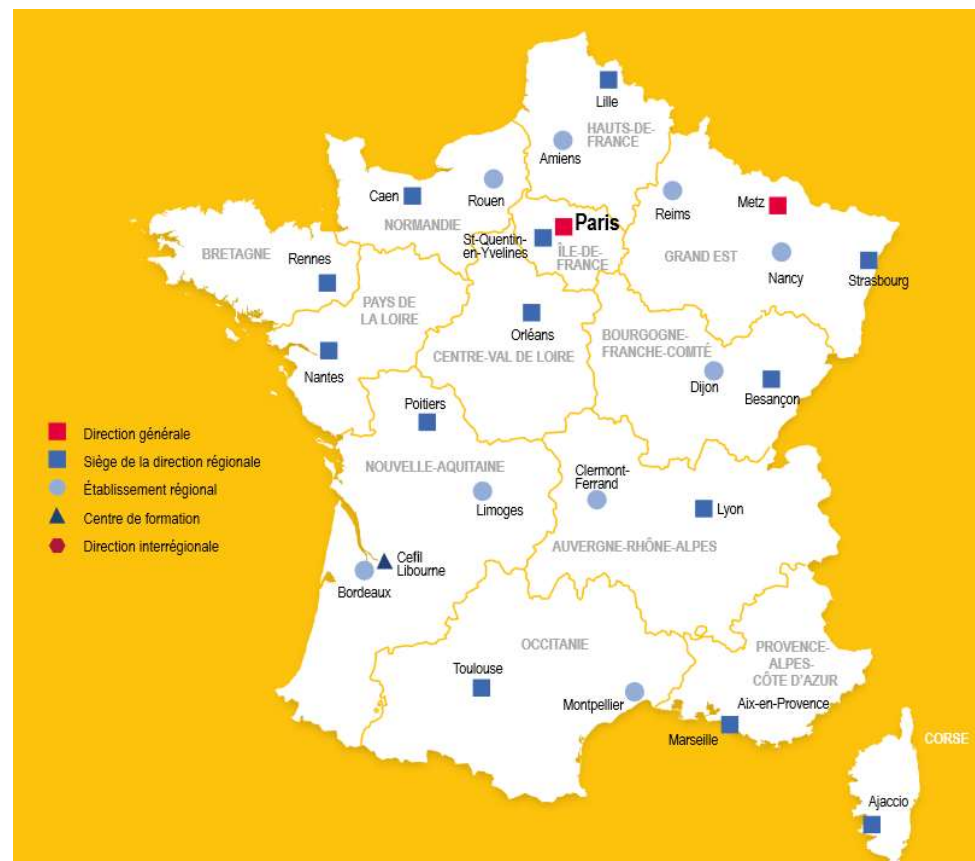 Lille
HAUTS-DE-
FRANCE
Amiens
Caen
Rouen
NORMANDIE
Reims
Metz
Paris
St-Quentin-
en-Yvelines
ÎLE-DE-
FRANCE
GRAND EST
Nancy
Strasbourg
BRETAGNE
Rennes
PAYS DE
LA LOIRE
Nantes
Orléans
CENTRE-VAL DE LOIRE
BOURGOGNE-
FRANCHE-COMTÉ
Dijon
Besançon
Poitiers
NOUVELLE-AQUITAINE
Limoges
Clermont-
Ferrand
Lyon
AUVERGNE-RHÔNE-ALPES
Direction générale
Siège de la direction régionale
Établissement régional
Centre de formation
Direction interrégionale
Cefil
Libourne
Bordeaux
OCCITANIE
Toulouse
Montpellier
PROVENCE-
ALPES-
CÔTE D'AZUR
Aix-en-Provence
Marseille
CORSE
Ajaccio